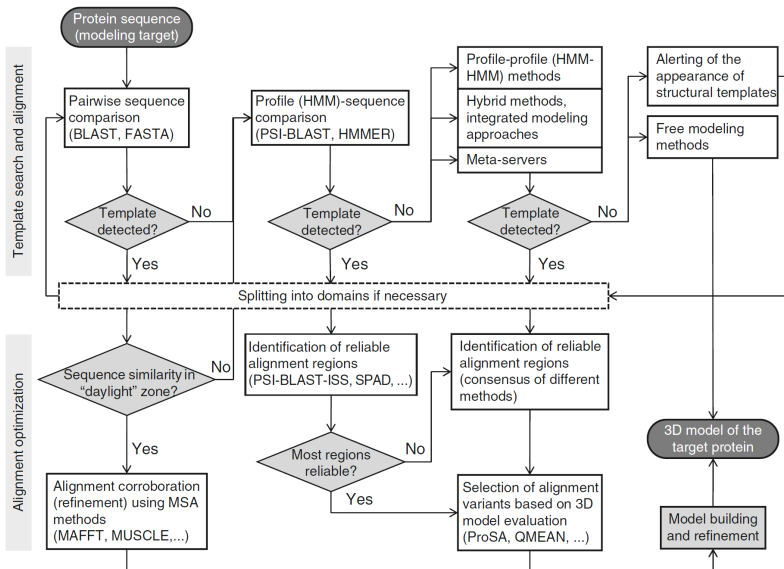 Protein sequence
(modeling target)
Template search and alignment
Pairwise sequence
comparison
(BLAST, FASTA)
Profile (HMM)-sequence
comparison
(PSI-BLAST, HMMER)
Profile-profile (HMM-
HMM) methods
Hybrid methods,
integrated modeling
approaches
Meta-servers
Alerting of the
appearance of
structural templates
Free modeling
methods
Template
detected?
No
Yes
Template
detected?
No
Yes
Template
detected?
No
Yes
Splitting into domains if necessary
Alignment optimization
Sequence similarity in
“daylight” zone?
No
Yes
Identification of reliable
alignment regions
(PSI-BLAST-ISS, SPAD, ...)
Identification of reliable
alignment regions
(consensus of different
methods)
Most regions
reliable?
No
Yes
Alignment corroboration
(refinement) using MSA
methods
(MAFFT, MUSCLE,...)
Selection of alignment
variants based on 3D
model evaluation
(ProSA, QMEAN, ...)
3D model of the
target protein
Model building
and refinement